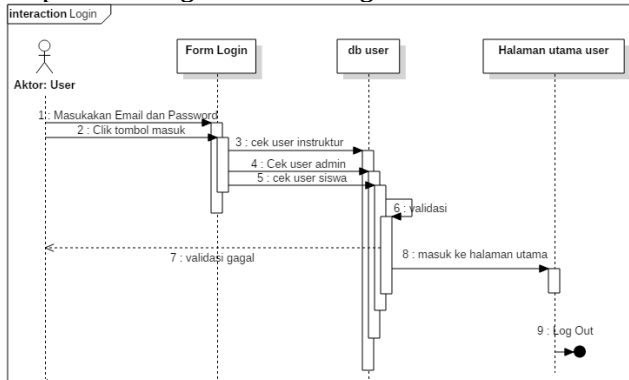 interaction Login
Form Login
db user
Halaman utama user
Aktor: User
1 : Masukakan Email dan Password
2 : Clik tombol masuk
3 : cek user instruktur
4 : Cek user admin
5 : cek user siswa
6 : validasi
7 : validasi gagal
8 : masuk ke halaman utama
9 : Log Out